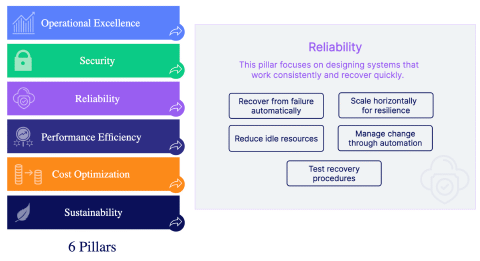 Operational Excellence
Security
Reliability
Performance Efficiency
Cost Optimization
Sustainability
6 Pillars
Reliability
This pillar focuses on designing systems that
work consistently and recover quickly.
Recover from failure
automatically
Scale horizontally
for resilience
Reduce idle resources
Manage change
through automation
Test recovery
procedures